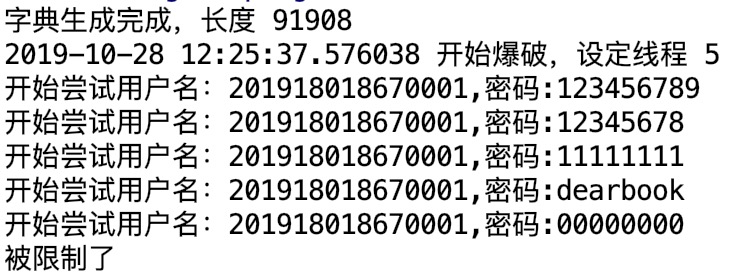 字典生成完成，长度 91908
2019-10-28 12:25:37.576038 开始爆破，设定线程 5
开始尝试用户名：201918018670001,密码:123456789
开始尝试用户名：201918018670001,密码:12345678
开始尝试用户名：201918018670001,密码:11111111
开始尝试用户名：201918018670001,密码:dearbook
开始尝试用户名：201918018670001,密码:00000000
被限制了